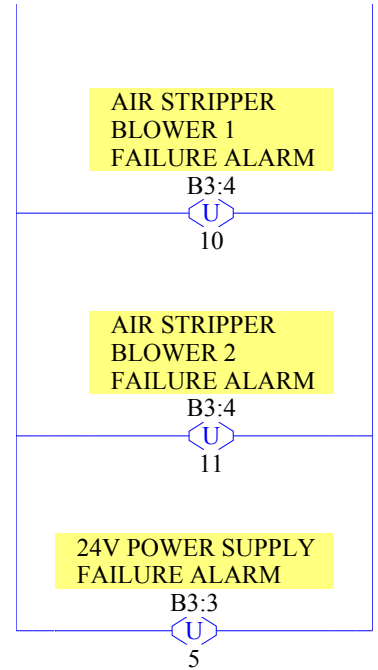 AIR STRIPPER
BLOWER 1
FAILURE ALARM
B3:4
U
10
AIR STRIPPER
BLOWER 2
FAILURE ALARM
B3:4
U
11
24V POWER SUPPLY
FAILURE ALARM
B3:3
U
5